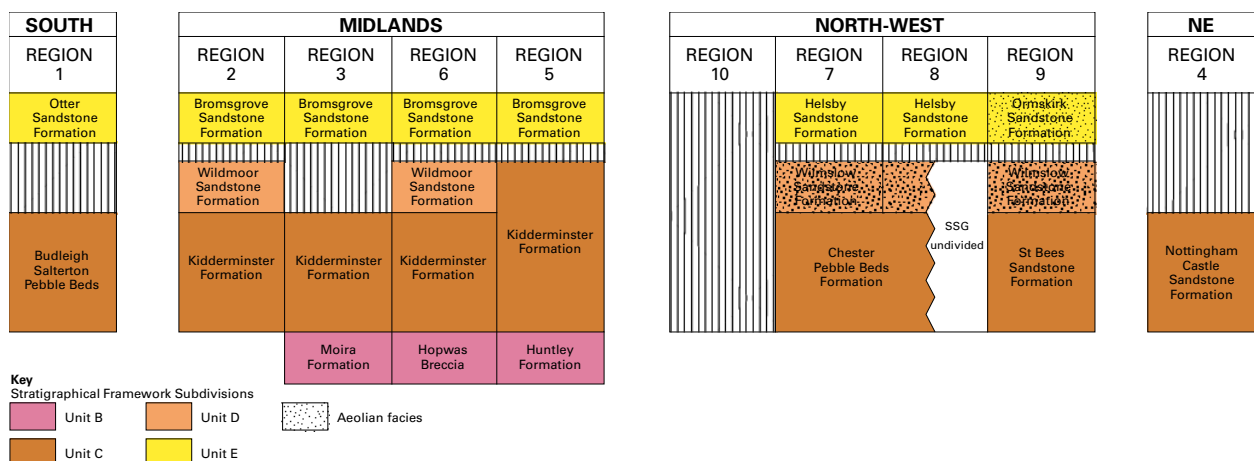 SOUTH
MIDLANDS
NORTH-WEST
NE
REGION
1
REGION
2
REGION
3
REGION
6
REGION
5
REGION
10
REGION
7
REGION
8
REGION
9
REGION
4
Otter
Sandstone
Formation
Bromsgrove
Sandstone
Formation
Bromsgrove
Sandstone
Formation
Bromsgrove
Sandstone
Formation
Bromsgrove
Sandstone
Formation
Helsby
Sandstone
Formation
Helsby
Sandstone
Formation
Ormskirk
Sandstone
Formation
Wildmoor
Sandstone
Formation
Wildmoor
Sandstone
Formation
Wilmslow
Sandstone
Formation
Wilmslow
Sandstone
Formation
Budleigh
Salterton
Pebble Beds
Kidderminster
Formation
Kidderminster
Formation
Kidderminster
Formation
Kidderminster
Formation
Chester
Pebble Beds
Formation
SSG
undivided
St Bees
Sandstone
Formation
Nottingham
Castle
Sandstone
Formation
Moira
Formation
Hopwas
Breccia
Huntley
Formation
Key
Stratigraphical Framework Subdivisions
Unit B
Unit D
Aeolian facies
Unit C
Unit E